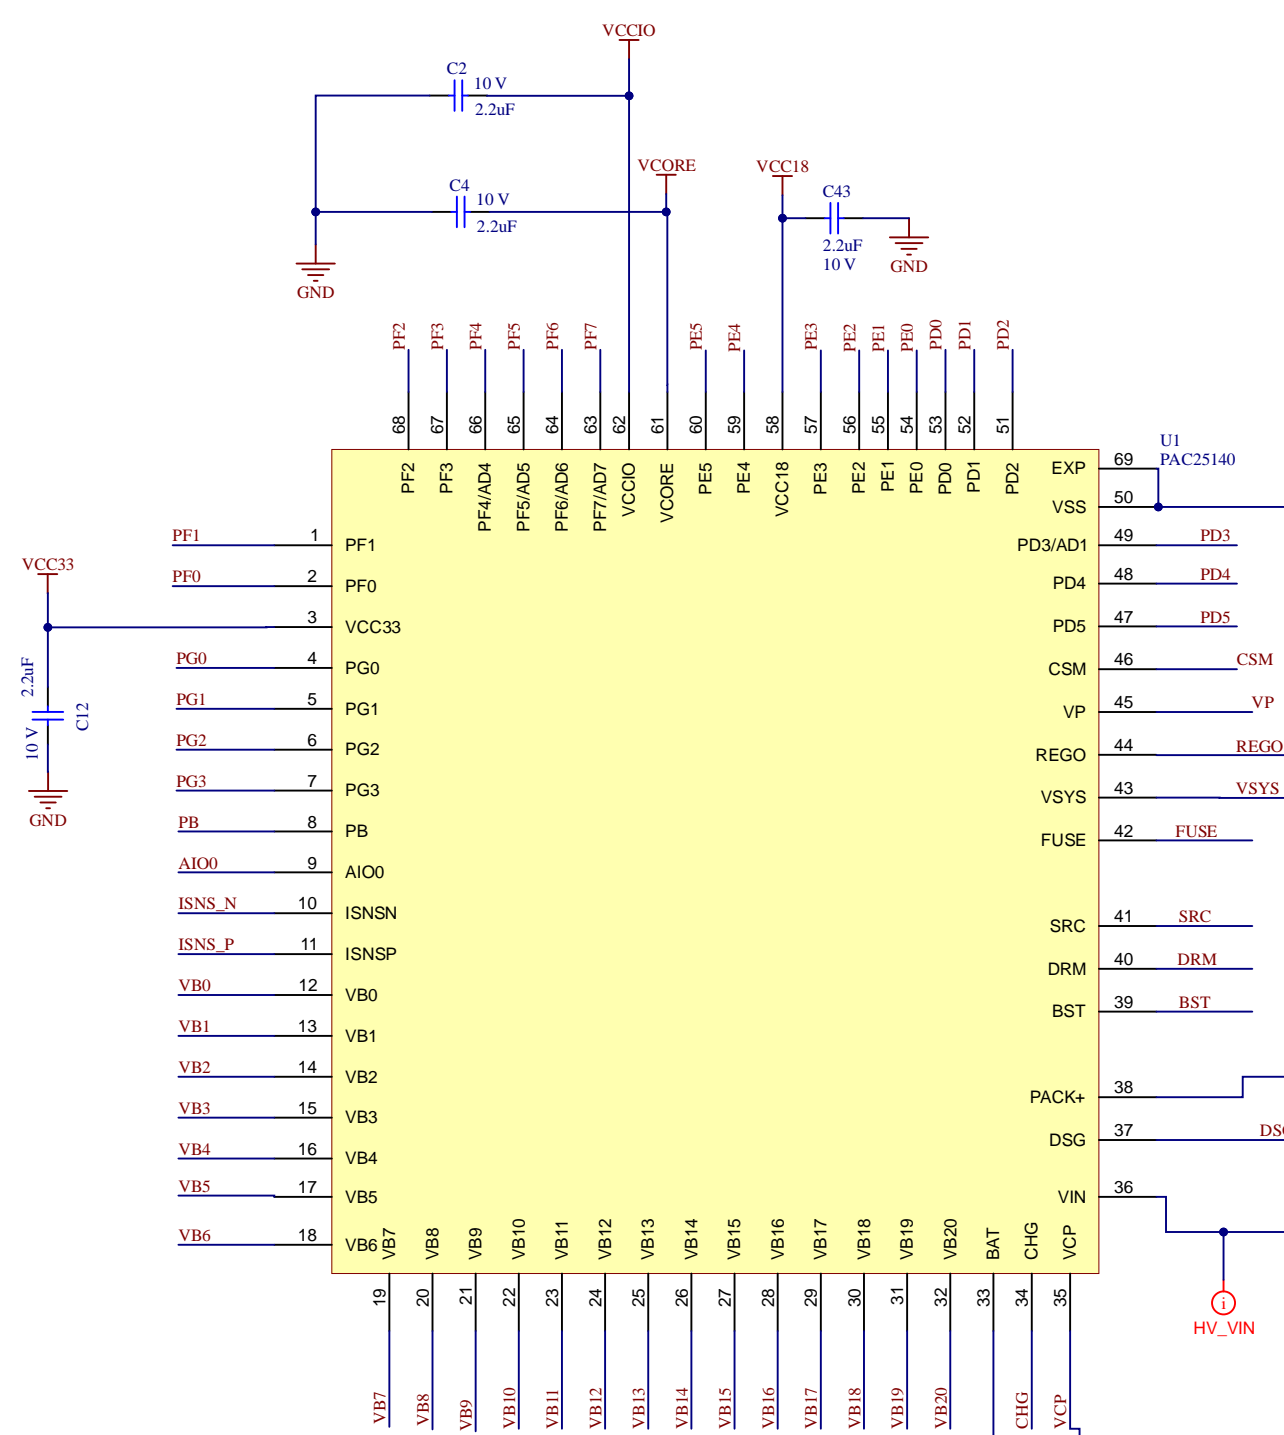 VCCIO
C2
10 V
2.2uF
VCORE
C4
10 V
2.2uF
VCC18
C43
2.2uF
10 V
GND
GND
PF2
PF3
PF4
PF5
PF6
PF7
PE5
PE4
PE3
PE2
PE1
PE0
PD0
PD1
PD2
68
67
66
65
64
63
62
61
60
59
58
57
56
55
54
53
52
51
PF2
PF3
PF4/AD4
PF5/AD5
PF6/AD6
PF7/AD7
VCCIO
VCORE
PE5
PE4
VCC18
PE3
PE2
PE1
PE0
PD0
PD1
PD2
U1
PAC25140
EXP 69
VSS 50
PF1 1 PF1
PD3/AD1 49 PD3
VCC33
PF0 2 PF0
PD4 48 PD4
3 VCC33
PD5 47 PD5
2.2uF
10 V
C12
GND
PG0 4 PG0
CSM 46 CSM
PG1 5 PG1
VP 45 VP
PG2 6 PG2
REGO 44 REGO
PG3 7 PG3
VSYS 43 VSYS
PB 8 PB
FUSE 42 FUSE
AIO0 9 AIO0
ISNS_N 10 ISNSN
SRC 41 SRC
ISNS_P 11 ISNSP
DRM 40 DRM
VB0 12 VB0
BST 39 BST
VB1 13 VB1
VB2 14 VB2
PACK+ 38
VB3 15 VB3
DSG 37
VB4 16 VB4
VB5 17 VB5
VIN 36
VB6 18 VB6
VB7
VB8
VB9
VB10
VB11
VB12
VB13
VB14
VB15
VB16
VB17
VB18
VB19
VB20
BAT
CHG
VCP
19
20
21
22
23
24
25
26
27
28
29
30
31
32
33
34
35
i
HV_VIN
VB7
VB8
VB9
VB10
VB11
VB12
VB13
VB14
VB15
VB16
VB17
VB18
VB19
VB20
CHG
VCP